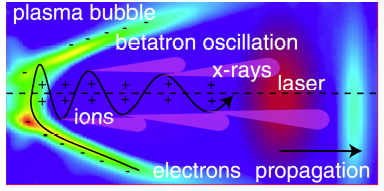 plasma bubble
betatron oscillation
x-rays
laser
ions
electrons
propagation